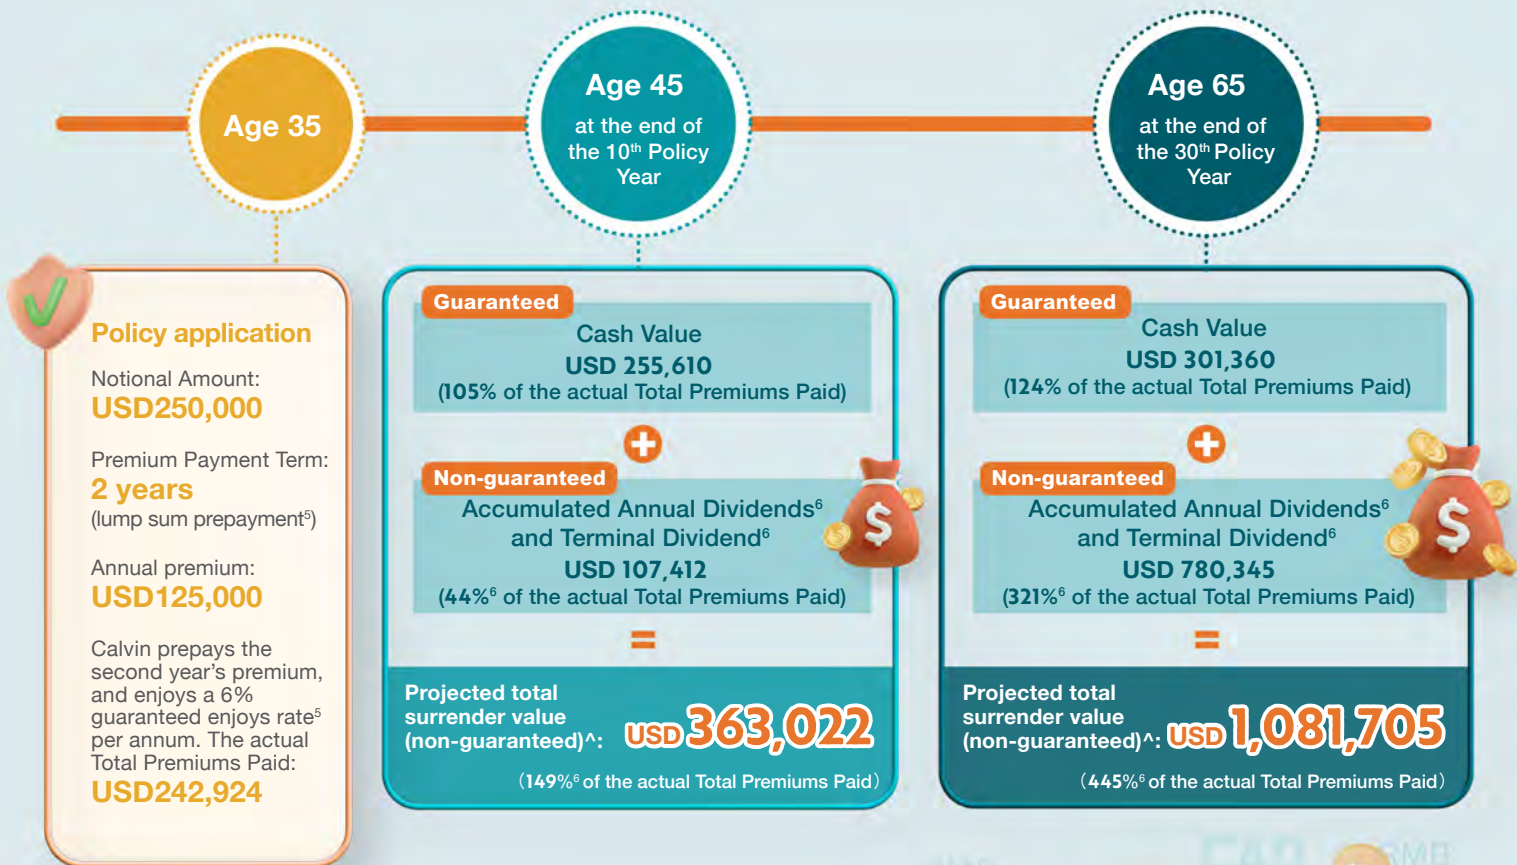 Age 35
Age 45
at the end of
the 10th Policy
Year
Age 65
at the end of
the 30th Policy
Year
Policy application
Notional Amount:
USD250,000
Premium Payment Term:
2 years
(lump sum prepayment5)
Annual premium:
USD125,000
Calvin prepays the
second year's premium,
and enjoys a 6%
guaranteed enjoys rate5
per annum. The actual
Total Premiums Paid:
USD242,924
Guaranteed
Cash Value
USD 255,610
(105% of the actual Total Premiums Paid)
+
Non-guaranteed
Accumulated Annual Dividends6
and Terminal Dividend6
USD 107,412
(44%6 of the actual Total Premiums Paid)
$
=
Projected total
surrender value
(non-guaranteed)^: USD 363,022
(149%6 of the actual Total Premiums Paid)
Guaranteed
Cash Value
USD 301,360
(124% of the actual Total Premiums Paid)
+
Non-guaranteed
Accumulated Annual Dividends6
and Terminal Dividend6
USD 780,345
(321%6 of the actual Total Premiums Paid)
$
=
Projected total
surrender value
(non-guaranteed)^: USD 1,081,705
(445%6 of the actual Total Premiums Paid)